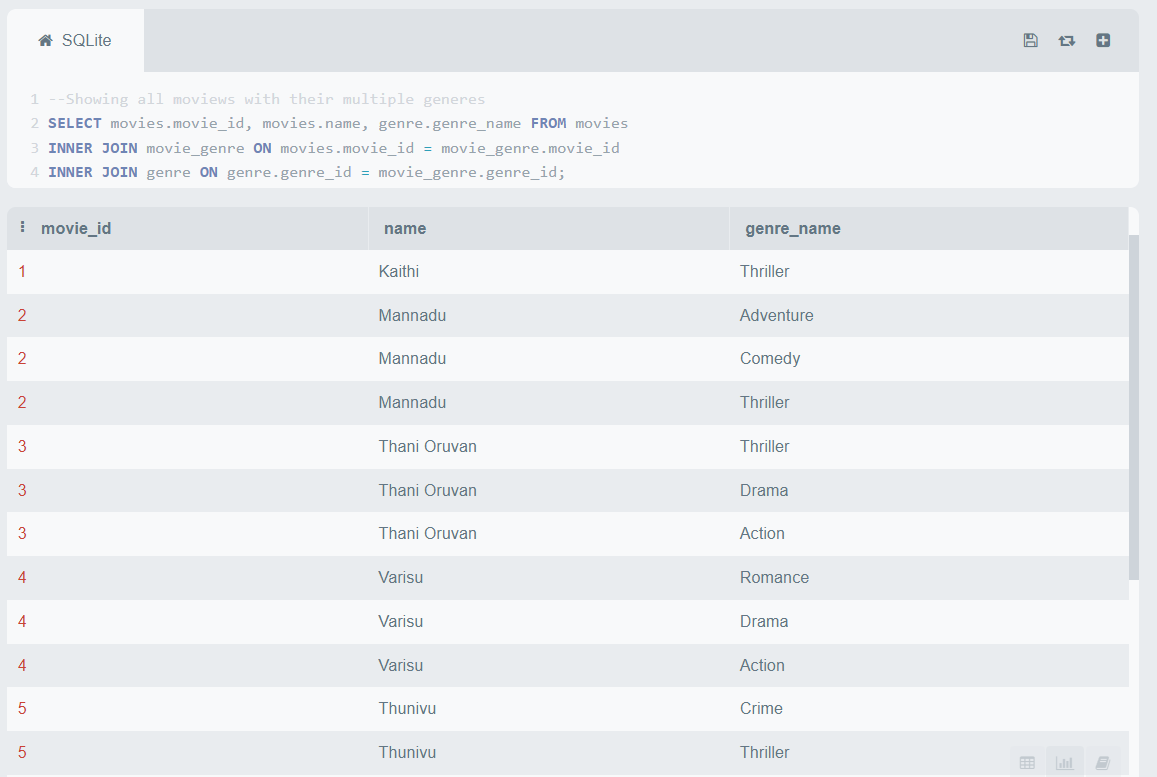 SQLite
1 --Showing all moviews with their multiple generes
2 SELECT movies.movie_id, movies.name, genre.genre_name FROM movies
3 INNER JOIN movie_genre ON movies.movie_id = movie_genre.movie_id
4 INNER JOIN genre ON genre.genre_id = movie_genre.genre_id;
movie_id name genre_name
1 Kaithi Thriller
2 Mannadu Adventure
2 Mannadu Comedy
2 Mannadu Thriller
3 Thani Oruvan Thriller
3 Thani Oruvan Drama
3 Thani Oruvan Action
4 Varisu Romance
4 Varisu Drama
4 Varisu Action
5 Thunivu Crime
5 Thunivu Thriller